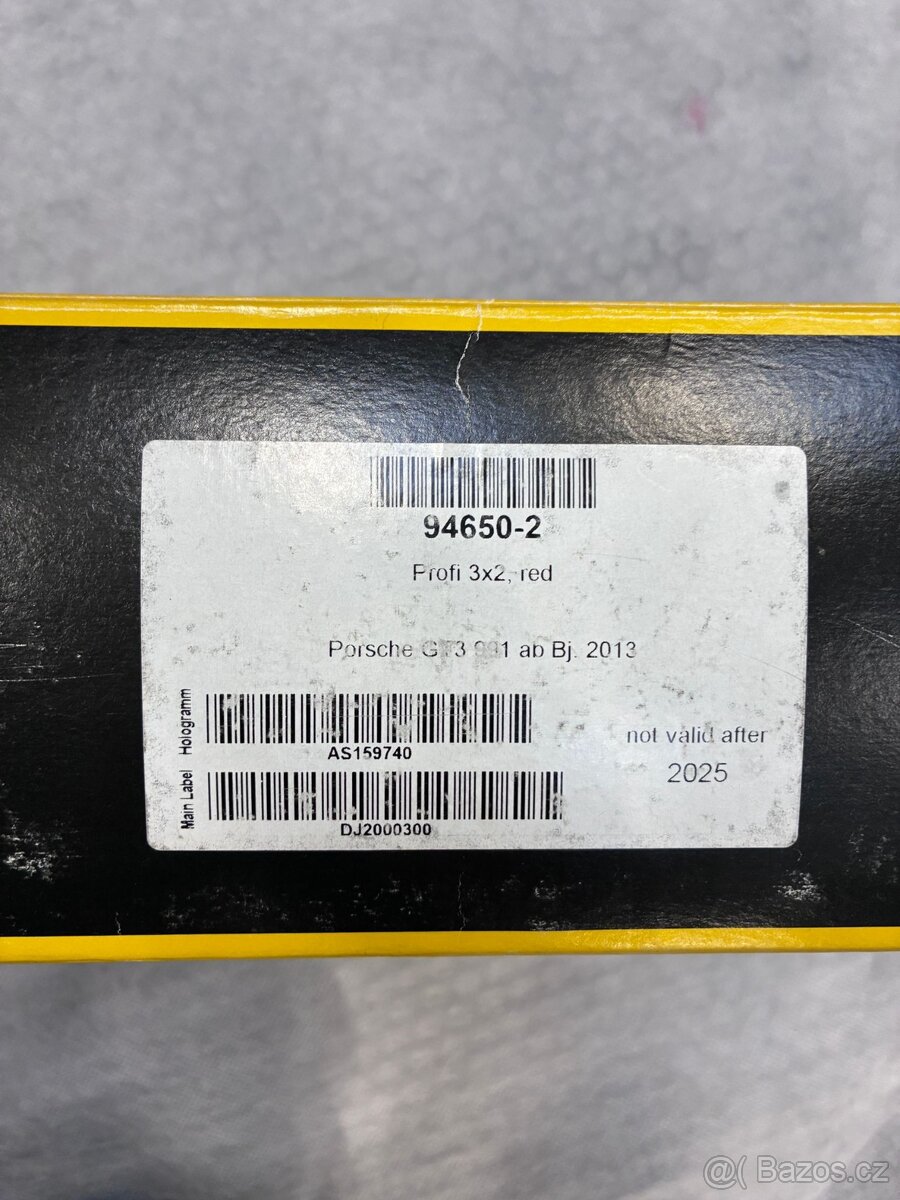 94650-2
Profi 3x2, red
Porsche GT3 991 ab Bj. 2013
Hologramm
AS159740
not valid after
2025
Main Label
DJ2000300
@( Bazos.cz